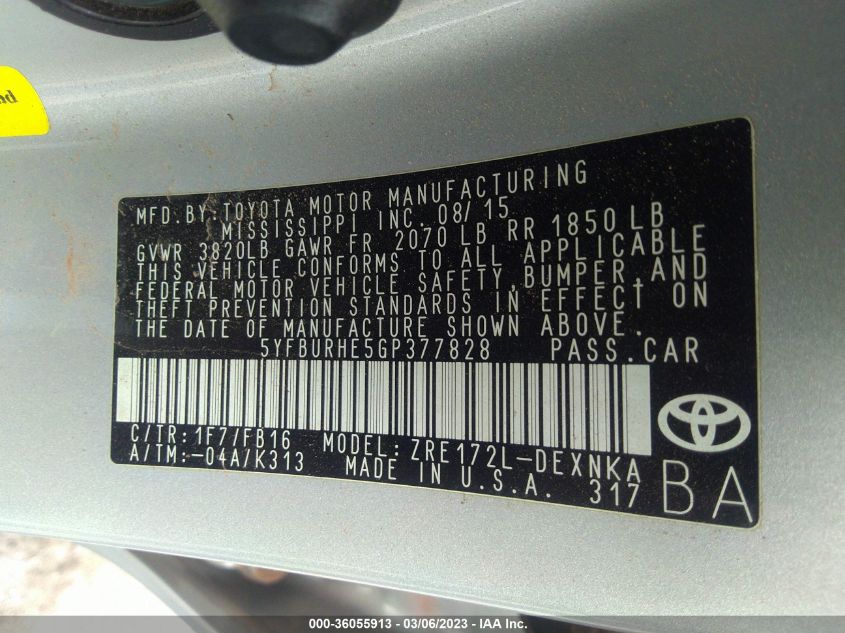 nd
MFD.BY:TOYOTA MOTOR MANUFACTURING
MISSISSIPPI INC. 08/15
GVWR 3820LB GAWR FR 2070 LB RR 1850 LB
THIS VEHICLE CONFORMS TO ALL APPLICABLE
FEDERAL MOTOR VEHICLE SAFETY,BUMPER,AND
THEFT PREVENTION STANDARDS IN EFFECT ON
THE DATE OF MANUFACTURE SHOWN ABOVE.
5YFBURHE5GP377828 PASS.CAR
C/TR:1F7/FB16 MODEL:ZRE172L-DEXNKA
A/TM:-04A/K313 MADE IN U.S.A. 317
BA
000-36055913 - 03/06/2023 - IAA Inc.